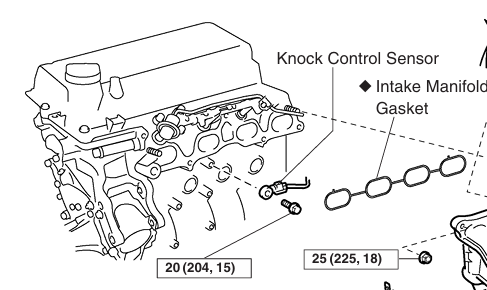 Knock Control Sensor
◆ Intake Manifold
Gasket
20 (204, 15)
25 (225, 18)